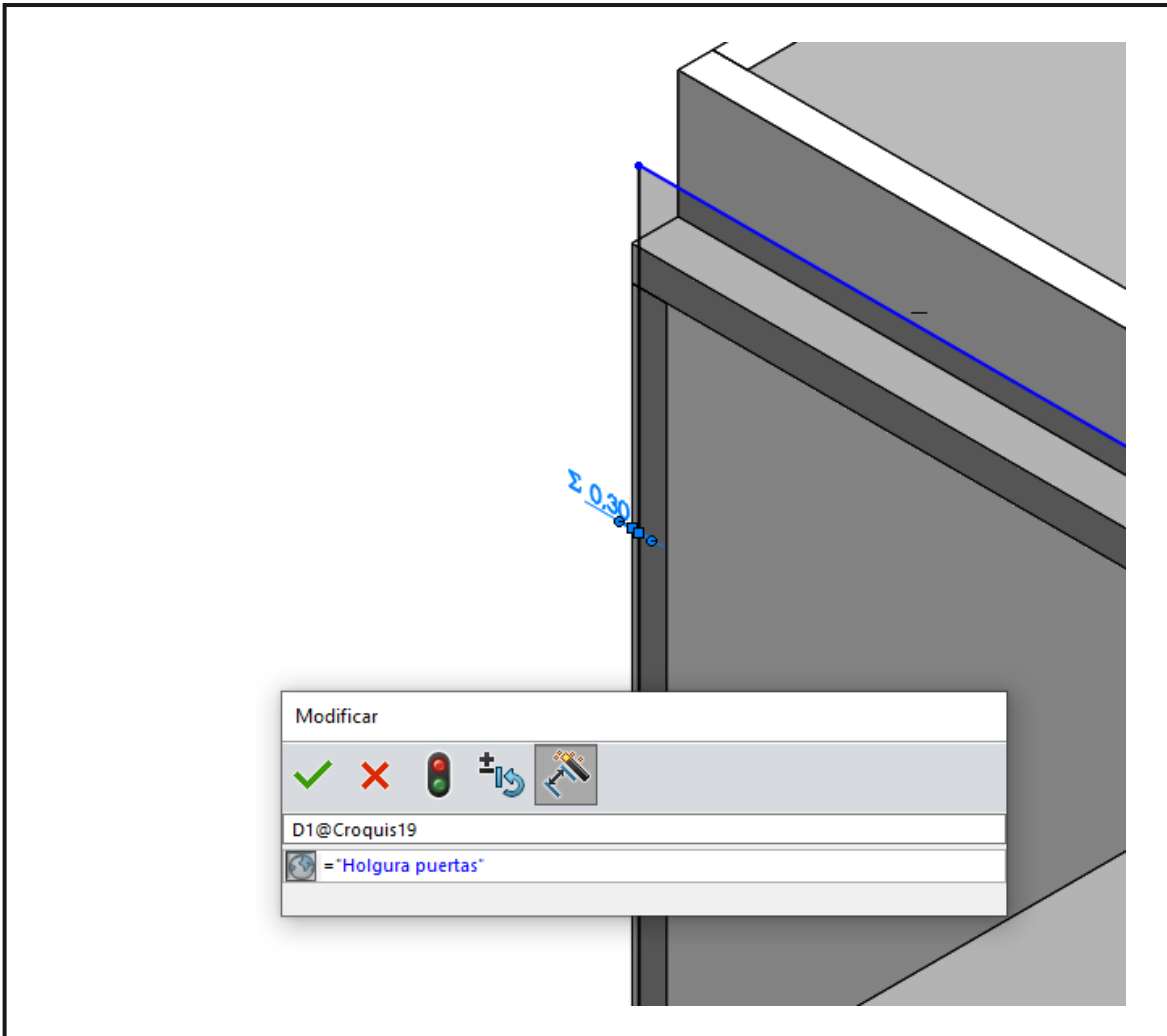 Σ 0,30
Modificar
D1@Croquis19
="Holgura puertas"